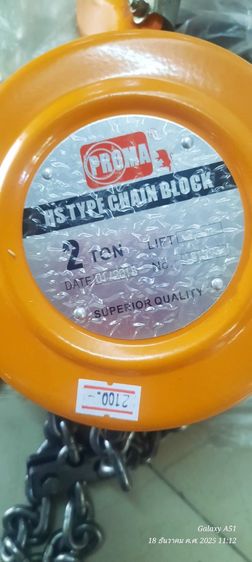 PROMA
HS.TYPE CHAIN BLOCK
2 TON LIFT
DATE No
SUPERIOR QUALITY
2100.-
Galaxy A51
18 ธันวาคม ค.ศ. 2025 11:12